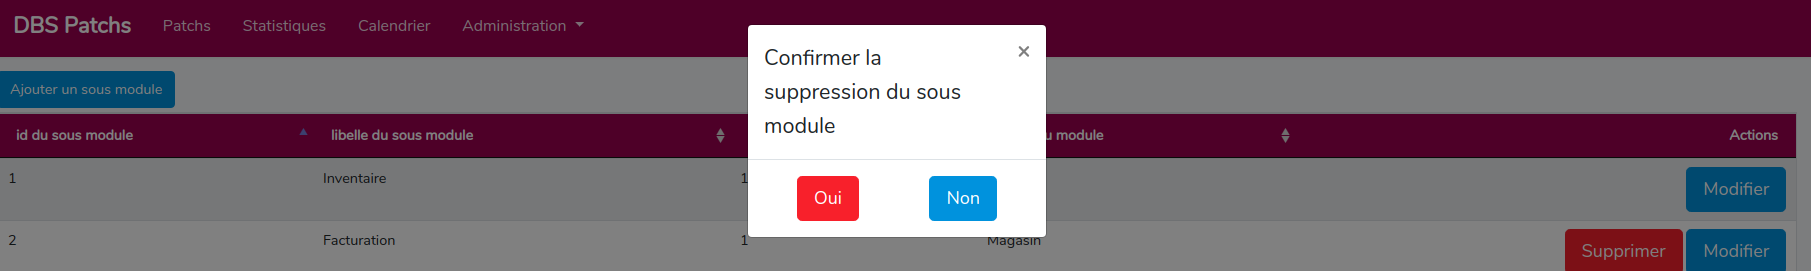 DBS Patchs Patchs Statistiques Calendrier Administration
Confirmer la
suppression du sous
module
×
Ajouter un sous module
id du sous module libelle du sous module u module Actions
1 Inventaire 1 Modifier
Oui Non
2 Facturation 1 Magasin Supprimer Modifier